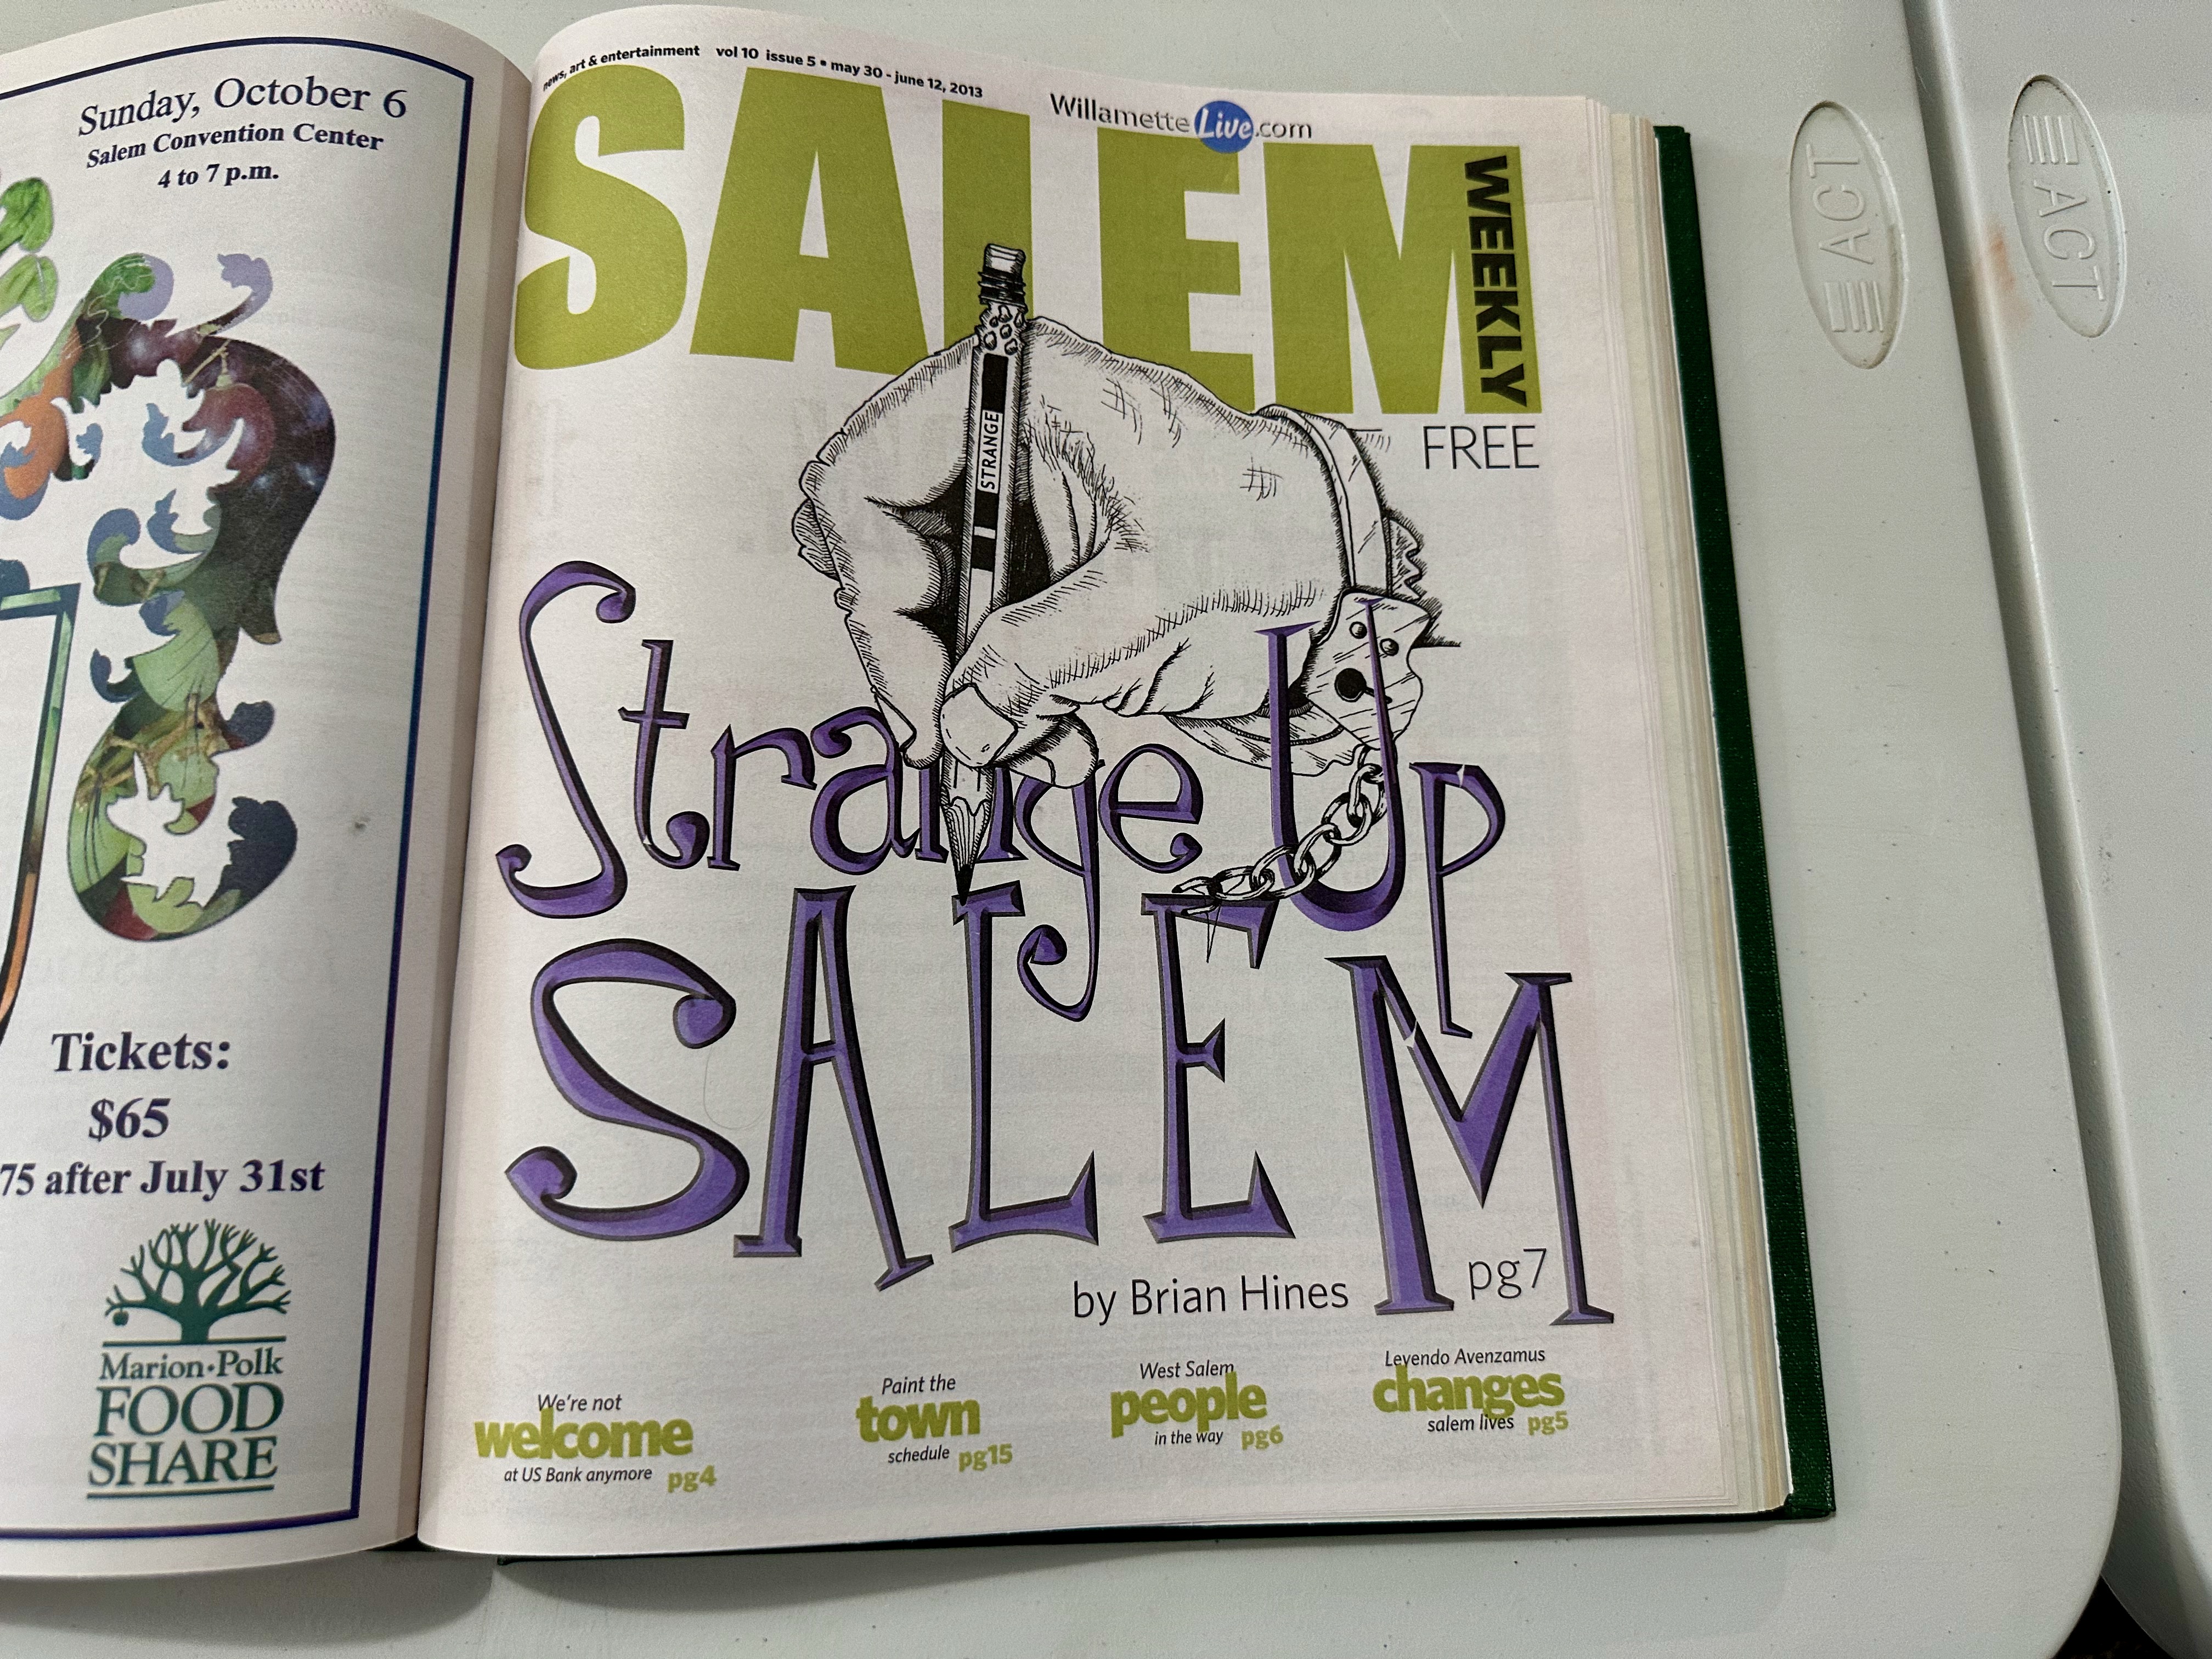 Sunday, October 6
Salem Convention Center
4 to 7 p.m.
Tickets:
$65
75 after July 31st
Marion•Polk
FOOD
SHARE
news, art & entertainment vol 10 issue 5 • may 30 - june 12, 2013
WillametteLive.com
SALEM
WEEKLY
FREE
STRANGE
Strange Up
SALEM
by Brian Hines
pg7
We're not
welcome
at US Bank anymore pg4
Paint the
town
schedule pg15
West Salem
people
in the way pg6
Levendo Avenzamus
changes
salem lives pg5
ACT
ACT